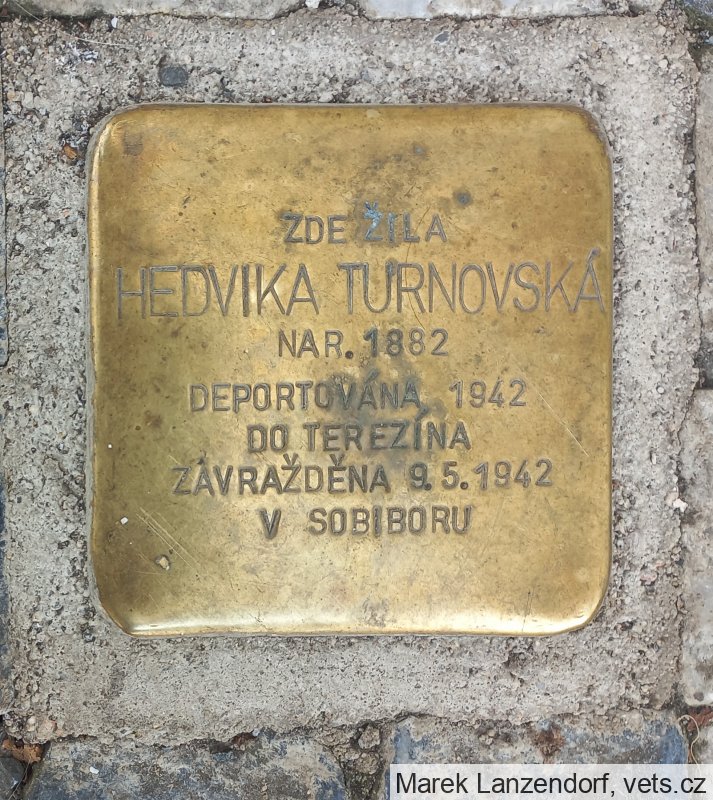 ZDE ŽILA
HEDVIKA TURNOVSKÁ
NAR. 1882
DEPORTOVÁNA 1942
DO TEREZÍNA
ZAVRAŽDĚNA 9.5.1942
V SOBIBORU
Marek Lanzendorf, vets.cz